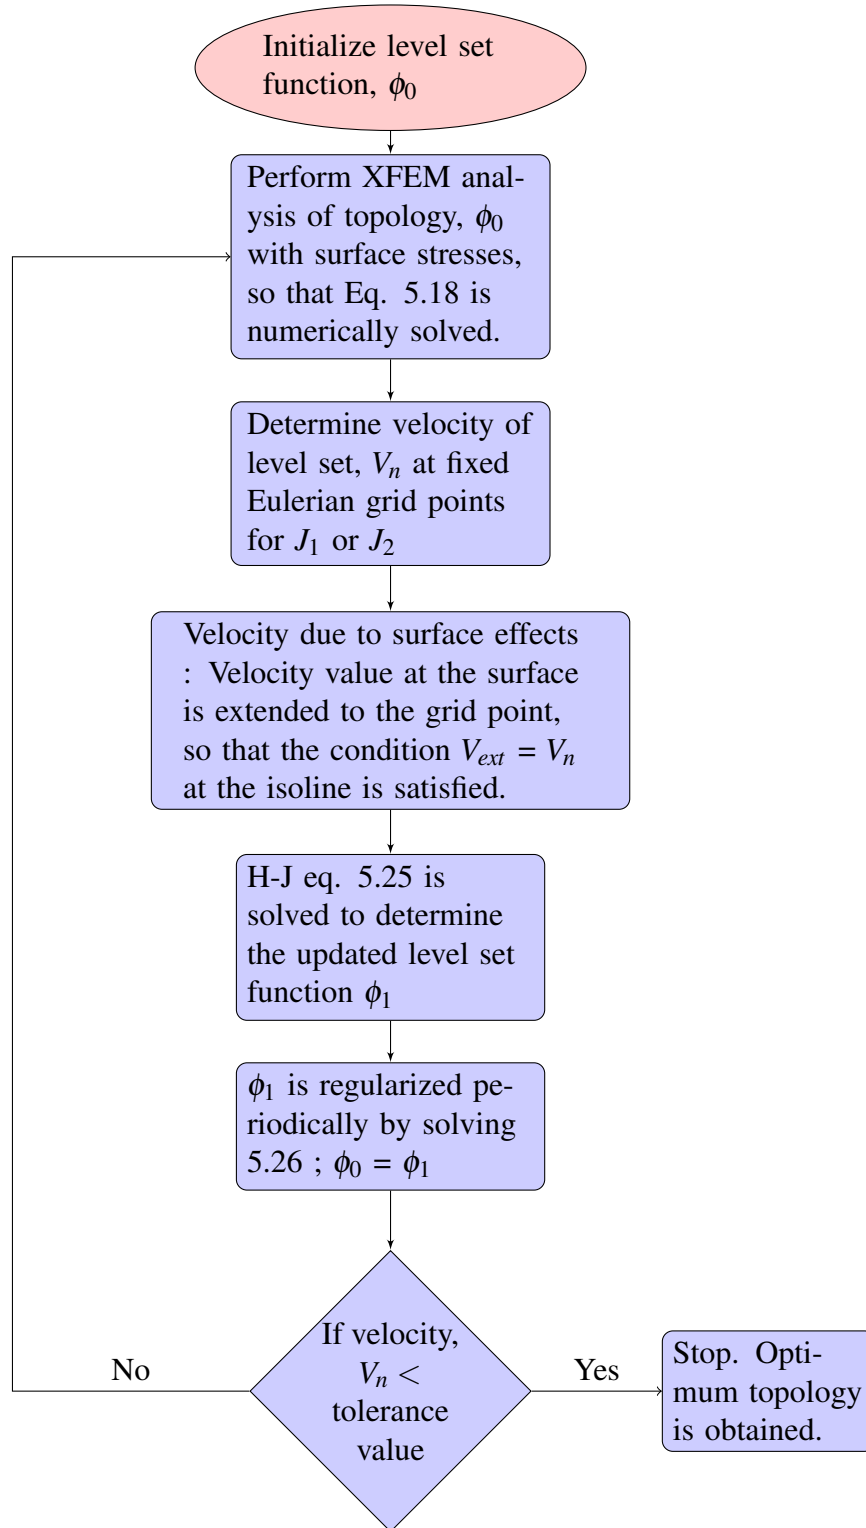 Initialize level set
function, ϕ₀
Perform XFEM anal-
ysis of topology, ϕ₀
with surface stresses,
so that Eq. 5.18 is
numerically solved.
Determine velocity of
level set, Vₙ at fixed
Eulerian grid points
for J₁ or J₂
Velocity due to surface effects
: Velocity value at the surface
is extended to the grid point,
so that the condition Vₑₓₜ = Vₙ
at the isoline is satisfied.
H-J eq. 5.25 is
solved to determine
the updated level set
function ϕ₁
ϕ₁ is regularized pe-
riodically by solving
5.26 ; ϕ₀ = ϕ₁
If velocity,
Vₙ <
tolerance
value
No
Yes
Stop. Opti-
mum topology
is obtained.